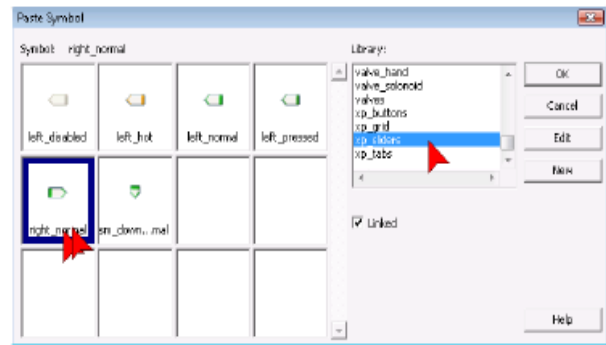 Paste Symbol
Symbol: right_normal
Library:
left_disabled
left_hot
left_normal
left_pressed
right_normal
sm_down...mal
valve_hand
valve_solonoid
valves
xp_buttons
xp_grid
xp_sliders
xp_tabs
Linked
OK
Cancel
Edit
New
Help